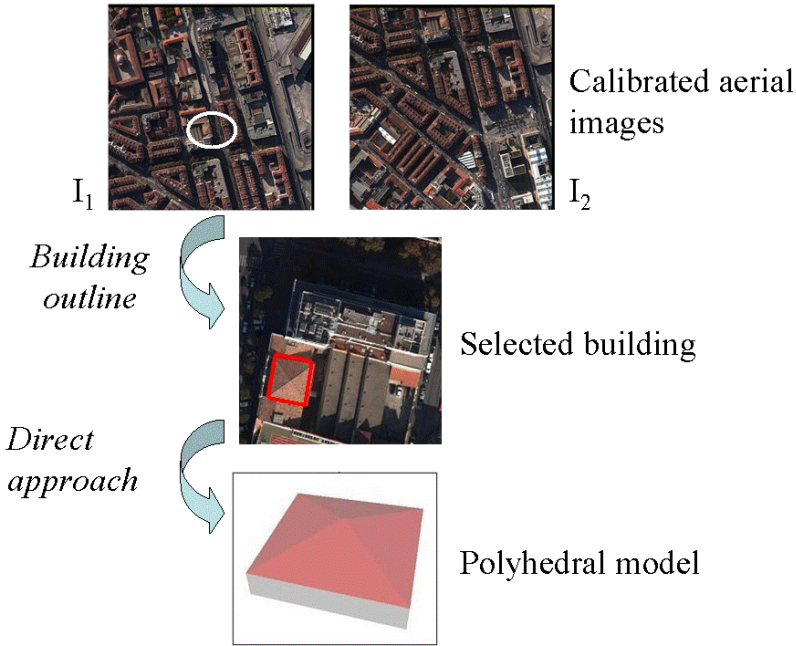 Calibrated aerial
images
I1
I2
Building
outline
Selected building
Direct
approach
Polyhedral model